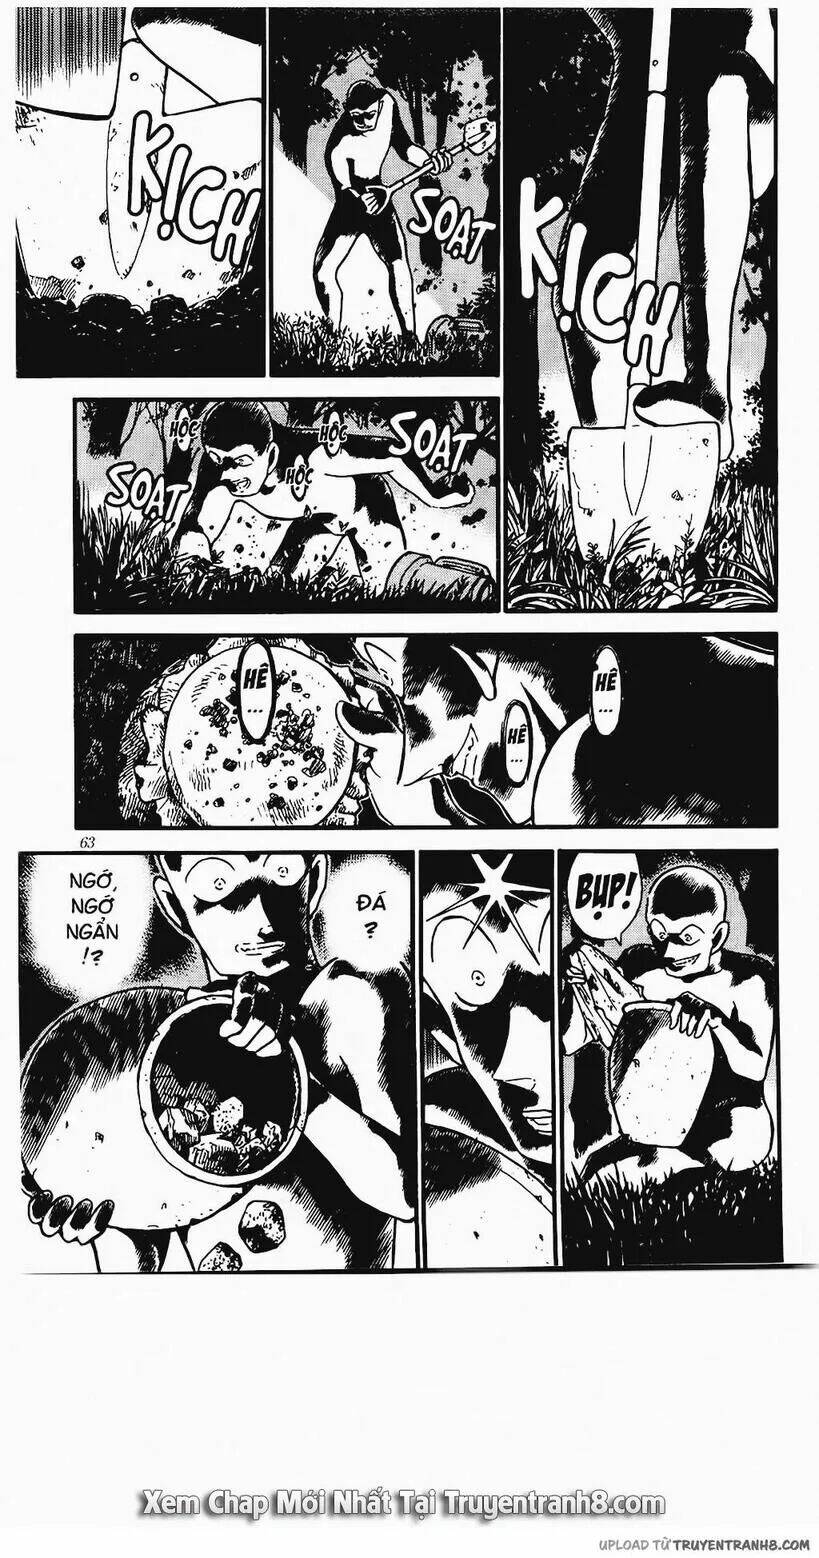 KỊCH
SOẠT
KỊCH
SOẠT
HỘC
HỘC
HỘC
SOẠT
HÊ
...
HÊ
...
HÊ
...
63
BỤP!
ĐÁ
?
NGỚ,
NGỚ
NGẨN
!?
Xem Chap Mới Nhất Tại Truyentranh8.com
UPLOAD TỪ TRUYENTRANH8.COM